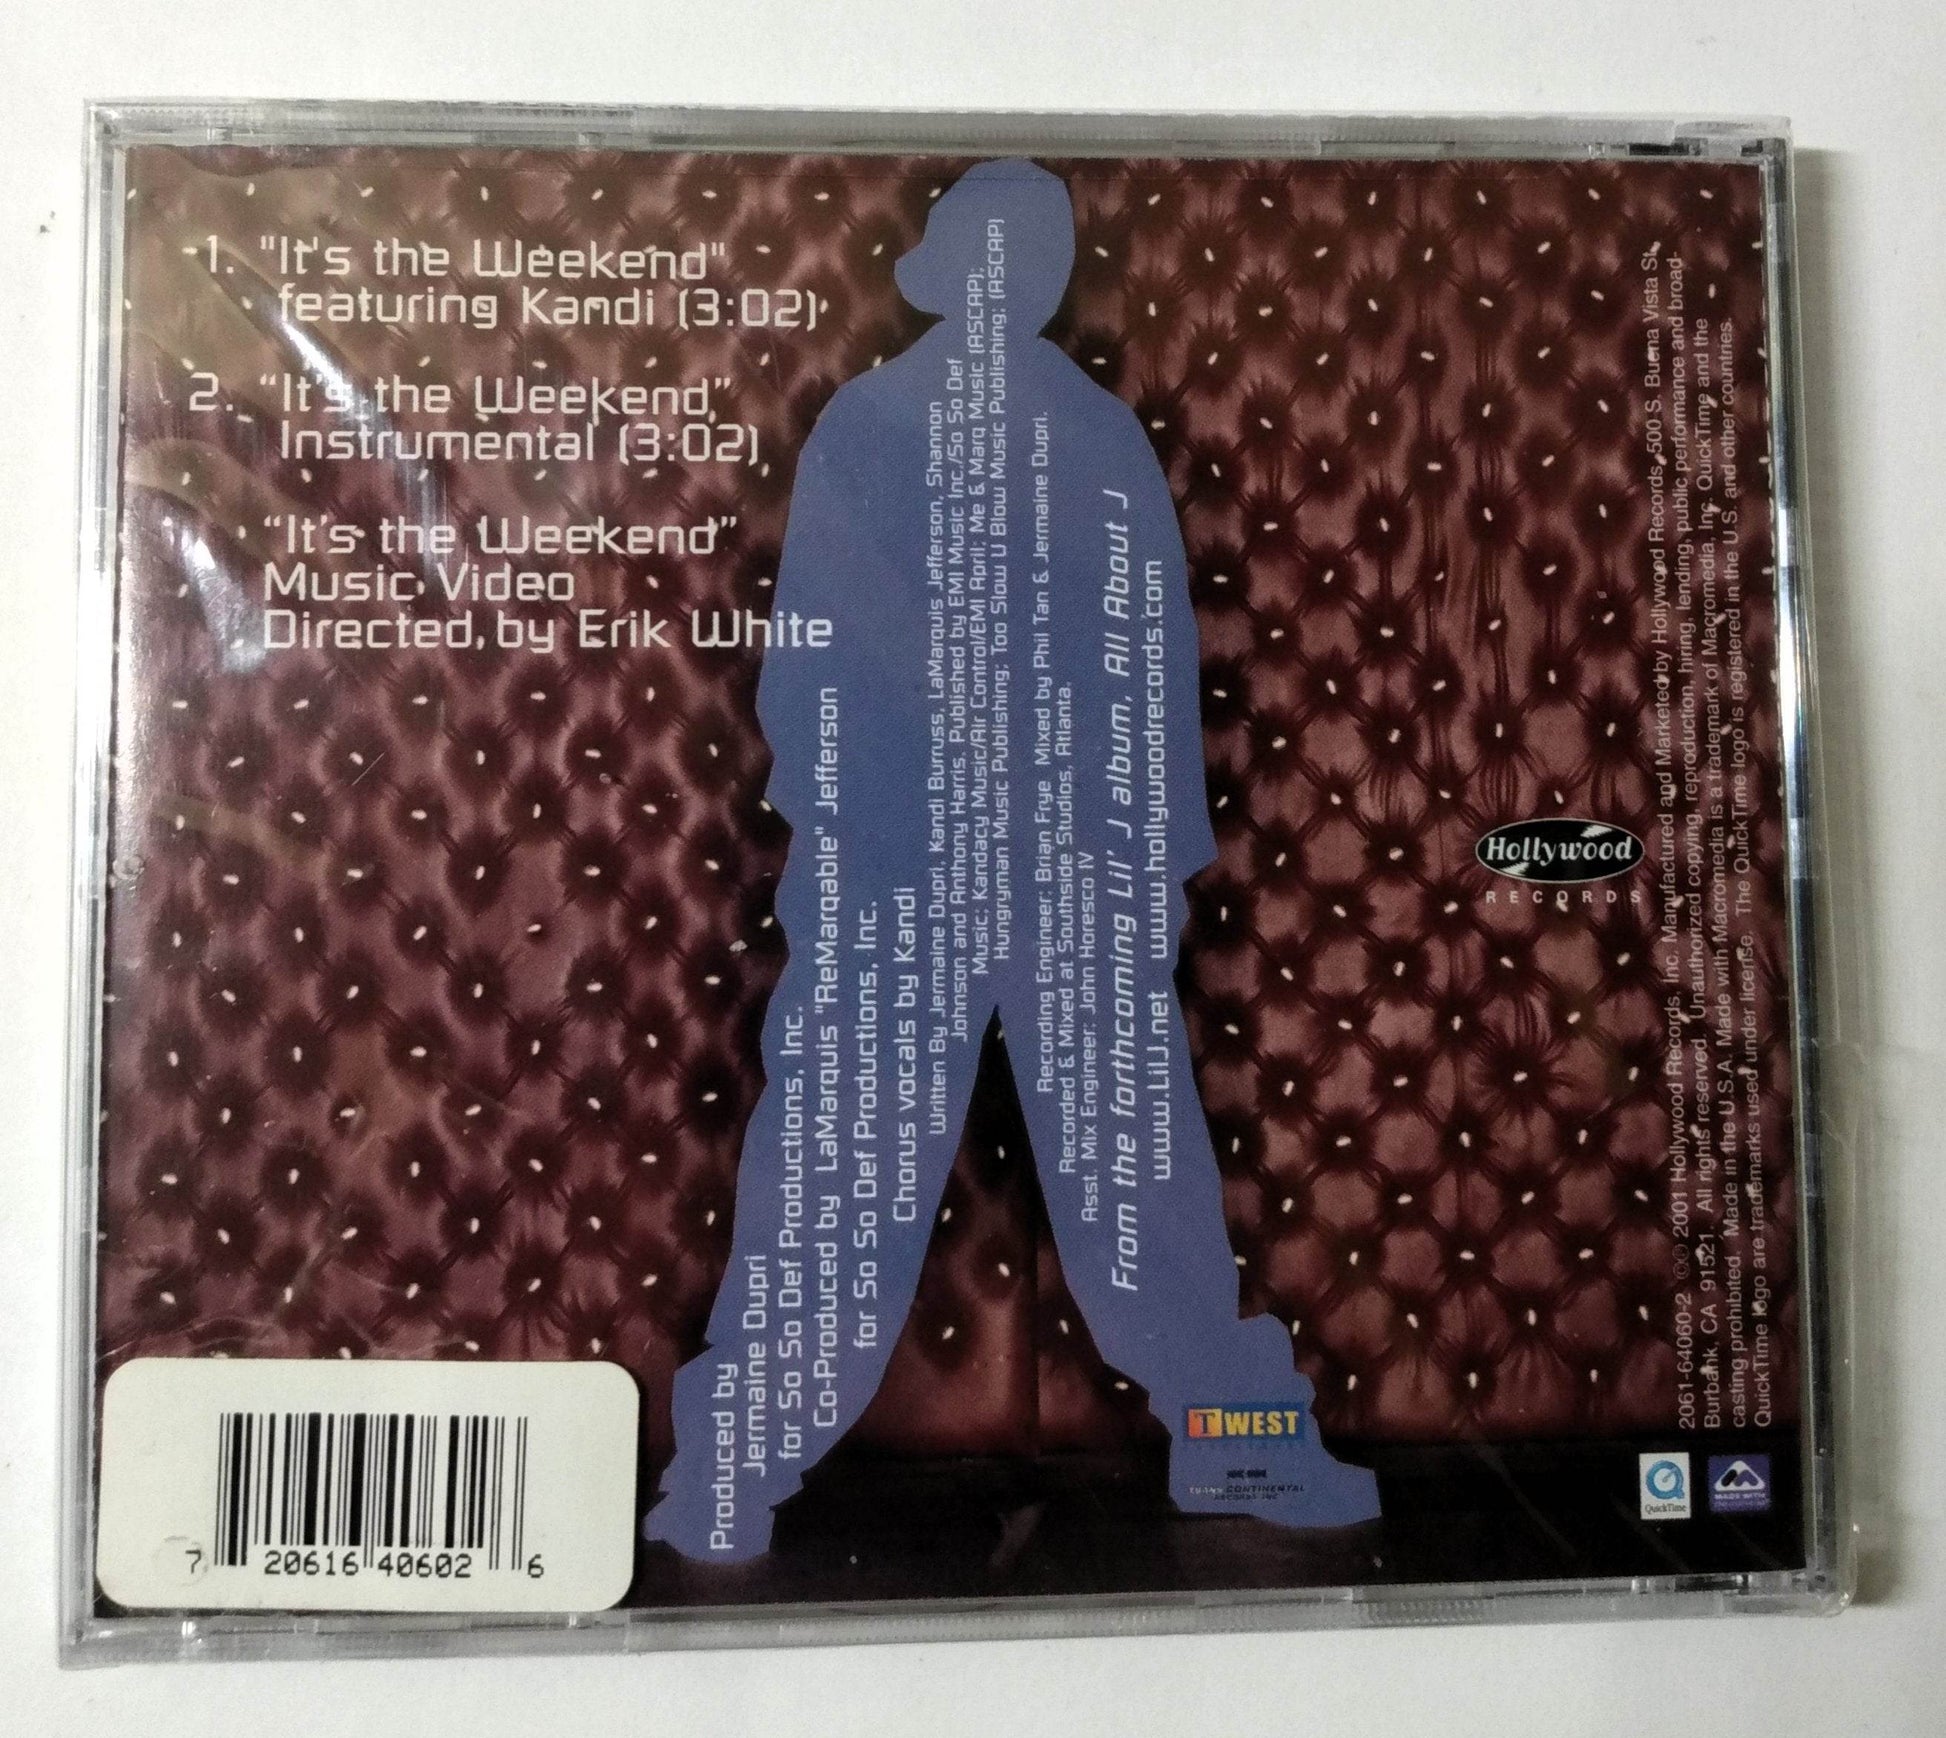 1. "It's the Weekend"
featuring Kandi (3:02)
2. "It's the Weekend"
Instrumental (3:02)
"It's the Weekend"
Music Video
Directed by Erik White
Produced by
Jermaine Dupri
for So So Def Productions, Inc.
Co-Produced by LaMarquis "ReMarqable" Jefferson
for So So Def Productions, Inc.
Chorus vocals by Kandi
Written By Jermaine Dupri, Kandi Burruss, LaMarquis Jefferson, Shannon
Johnson and Anthony Harris. Published by EMI Music Inc./So So Def
Music; Kandacy Music/Air Control/EMI April; Me & Marq Music (ASCAP);
Hungryman Music Publishing; Too Slow U Blow Music Publishing; (ASCAP)
Recording Engineer: Brian Frye Mixed by Phil Tan & Jermaine Dupri.
Recorded & Mixed at Southside Studios, Atlanta.
Asst. Mix Engineer: John Horesco IV
From the forthcoming Lil' J album, All About J
www.LilJ.net www.hollywoodrecords.com
Hollywood
RECORDS
2061-64060-2 ℗© 2001 Hollywood Records, Inc. Manufactured and Marketed by Hollywood Records, 500 S. Buena Vista St,
Burbank, CA 91521. All rights reserved. Unauthorized copying, reproduction, hiring, lending, public performance and broad-
casting prohibited. Made in the U.S.A. Made with Macromedia is a trademark of Macromedia, Inc. QuickTime and the
QuickTime logo are trademarks used under license. The QuickTime logo is registered in the U.S. and other countries.
T WEST
TRANS CONTINENTAL
RECORDS INC
QuickTime
MADE WITH
7 20616 40602 6